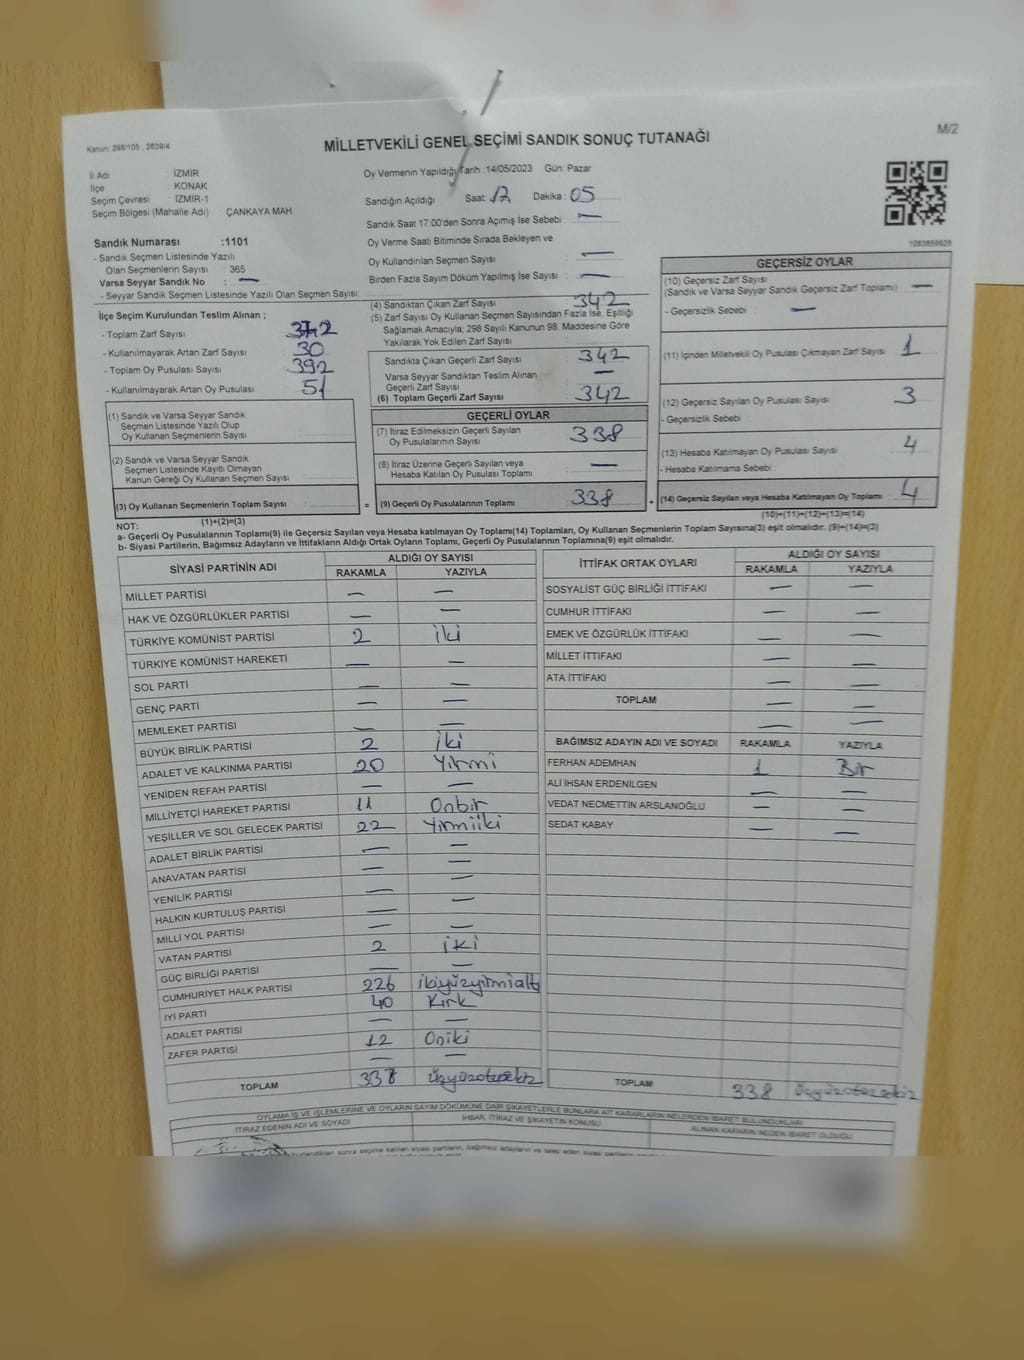 M/2
Kanun: 298/105 , 2839/4
MİLLETVEKİLİ GENEL SEÇİMİ SANDIK SONUÇ TUTANAĞI
İl Adı : İZMİR
İlçe : KONAK
Seçim Çevresi : İZMİR-1
Seçim Bölgesi (Mahalle Adı) : ÇANKAYA MAH
Sandık Numarası :1101
- Sandık Seçmen Listesinde Yazılı
Olan Seçmenlerin Sayısı : 365
Varsa Seyyar Sandık No : —
- Seyyar Sandık Seçmen Listesinde Yazılı Olan Seçmen Sayısı:
Oy Vermenin Yapıldığı Tarih :14/05/2023 Gün: Pazar
Sandığın Açıldığı Saat: 17 Dakika : 05
Sandık Saat 17:00'den Sonra Açılmış İse Sebebi : —
Oy Verme Saati Bitiminde Sırada Bekleyen ve
Oy Kullandırılan Seçmen Sayısı : —
Birden Fazla Sayım Döküm Yapılmış İse Sayısı : —
1083859928
İlçe Seçim Kurulundan Teslim Alınan ;
- Toplam Zarf Sayısı : 372
- Kullanılmayarak Artan Zarf Sayısı : 30
- Toplam Oy Pusulası Sayısı : 392
- Kullanılmayarak Artan Oy Pusulası : 51
(1) Sandık ve Varsa Seyyar Sandık
Seçmen Listesinde Yazılı Olup
Oy Kullanan Seçmenlerin Sayısı :
(2) Sandık ve Varsa Seyyar Sandık
Seçmen Listesinde Kayıtlı Olmayan
Kanun Gereği Oy Kullanan Seçmen Sayısı :
(3) Oy Kullanan Seçmenlerin Toplam Sayısı :
(1)+(2)=(3)
(4) Sandıktan Çıkan Zarf Sayısı : 342
(5) Zarf Sayısı Oy Kullanan Seçmen Sayısından Fazla İse, Eşitliği
Sağlamak Amacıyla; 298 Sayılı Kanunun 98. Maddesine Göre
Yakılarak Yok Edilen Zarf Sayısı :
Sandıkta Çıkan Geçerli Zarf Sayısı : 342
Varsa Seyyar Sandıktan Teslim Alınan
Geçerli Zarf Sayısı : —
(6) Toplam Geçerli Zarf Sayısı : 342
GEÇERLİ OYLAR
(7) İtiraz Edilmeksizin Geçerli Sayılan
Oy Pusulalarının Sayısı : 338
(8) İtiraz Üzerine Geçerli Sayılan veya
Hesaba Katılan Oy Pusulası Toplamı : —
= (9) Geçerli Oy Pusulalarının Toplamı : 338
GEÇERSİZ OYLAR
(10) Geçersiz Zarf Sayısı
(Sandık ve Varsa Seyyar Sandık Geçersiz Zarf Toplamı) : —
- Geçersizlik Sebebi : —
(11) İçinden Milletvekili Oy Pusulası Çıkmayan Zarf Sayısı : 1
(12) Geçersiz Sayılan Oy Pusulası Sayısı : 3
- Geçersizlik Sebebi :
(13) Hesaba Katılmayan Oy Pusulası Sayısı : 4
- Hesaba Katılmama Sebebi :
+ (14) Geçersiz Sayılan veya Hesaba Katılmayan Oy Toplamı : 4
(10)+(11)+(12)+(13)=(14)
NOT:
a- Geçerli Oy Pusulalarının Toplamı(9) ile Geçersiz Sayılan veya Hesaba katılmayan Oy Toplamı(14) Toplamları, Oy Kullanan Seçmenlerin Toplam Sayısına(3) eşit olmalıdır. (9)+(14)=(3)
b- Siyasi Partilerin, Bağımsız Adayların ve İttifakların Aldığı Ortak Oyların Toplamı, Geçerli Oy Pusulalarının Toplamına(9) eşit olmalıdır.
SİYASİ PARTİNİN ADI ALDIĞI OY SAYISI
RAKAMLA YAZIYLA
MİLLET PARTİSİ — —
HAK VE ÖZGÜRLÜKLER PARTİSİ — —
TÜRKİYE KOMÜNİST PARTİSİ 2 iki
TÜRKİYE KOMÜNİST HAREKETİ — —
SOL PARTİ — —
GENÇ PARTİ — —
MEMLEKET PARTİSİ — —
BÜYÜK BİRLİK PARTİSİ 2 iki
ADALET VE KALKINMA PARTİSİ 20 Yirmi
YENİDEN REFAH PARTİSİ — —
MİLLİYETÇİ HAREKET PARTİSİ 11 Onbir
YEŞİLLER VE SOL GELECEK PARTİSİ 22 Yirmiiki
ADALET BİRLİK PARTİSİ — —
ANAVATAN PARTİSİ — —
YENİLİK PARTİSİ — —
HALKIN KURTULUŞ PARTİSİ — —
MİLLİ YOL PARTİSİ — —
VATAN PARTİSİ 2 iki
GÜÇ BİRLİĞİ PARTİSİ — —
CUMHURİYET HALK PARTİSİ 226 ikiyüzyirmialtı
İYİ PARTİ 40 Kırk
ADALET PARTİSİ — —
ZAFER PARTİSİ 12 Oniki
— —
TOPLAM 338 üçyüzotuzsekiz
İTTİFAK ORTAK OYLARI ALDIĞI OY SAYISI
RAKAMLA YAZIYLA
SOSYALİST GÜÇ BİRLİĞİ İTTİFAKI — —
CUMHUR İTTİFAKI — —
EMEK VE ÖZGÜRLÜK İTTİFAKI — —
MİLLET İTTİFAKI — —
ATA İTTİFAKI — —
TOPLAM — —
— —
BAĞIMSIZ ADAYIN ADI VE SOYADI RAKAMLA YAZIYLA
FERHAN ADEMHAN 1 Bir
ALİ İHSAN ERDENİLGEN — —
VEDAT NECMETTİN ARSLANOĞLU — —
SEDAT KABAY — —
TOPLAM 338 üçyüzotuzsekiz
OYLAMA İŞ VE İŞLEMLERİNE VE OYLARIN SAYIM DÖKÜMÜNE DAİR ŞİKAYETLERLE BUNLARA AİT KARARLARIN NELERDEN İBARET BULUNDUKLARI
İTİRAZ EDENİN ADI VE SOYADI İHBAR, İTİRAZ VE ŞİKAYETİN KONUSU ALINAN KARARIN NEDEN İBARET OLDUĞU